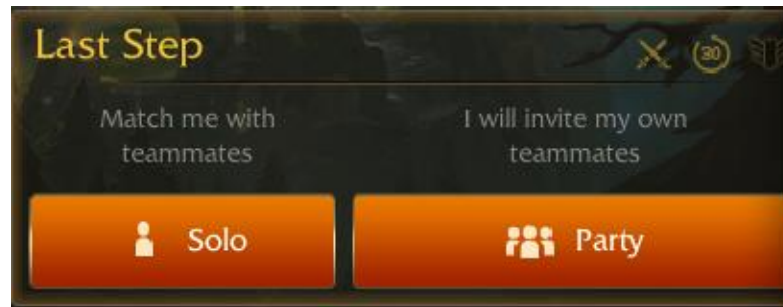 Last Step
30
Match me with
teammates
I will invite my own
teammates
Solo
Party